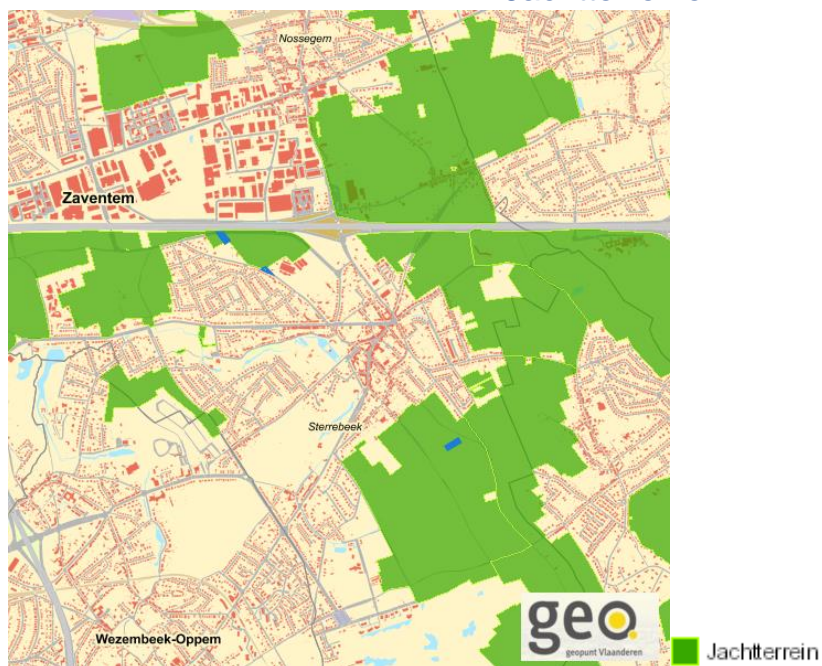 Nossegem
Zaventem
Sterrebeek
Wezembeek-Oppem
geo
geopunt Vlaanderen
Jachtterrein